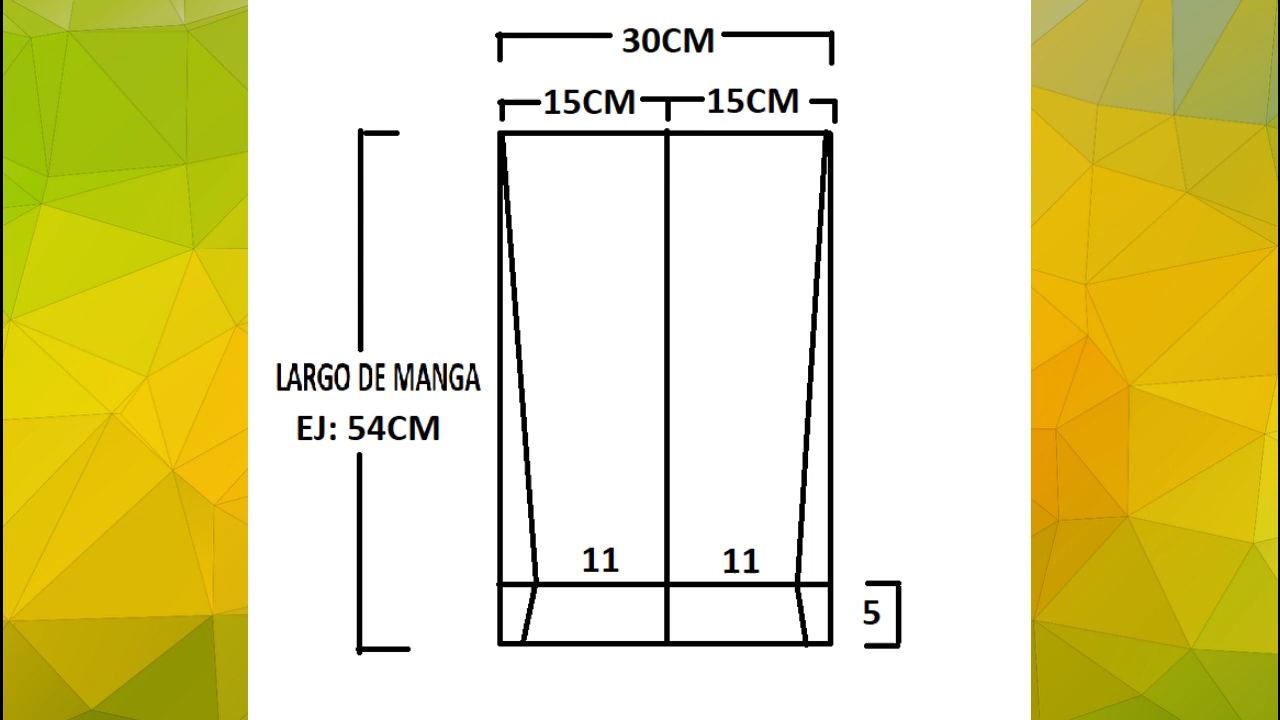 30CM
15CM 15CM
LARGO DE MANGA
EJ: 54CM
11 11
5